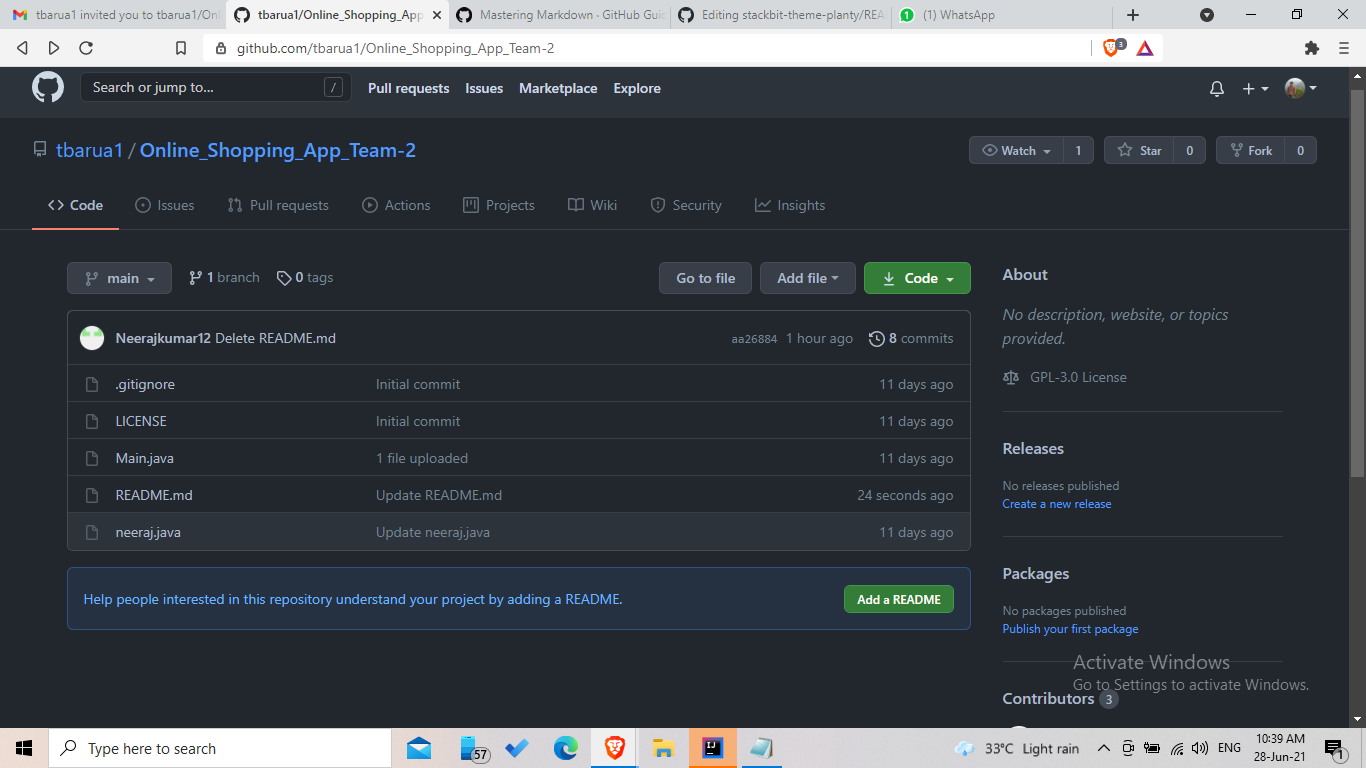 tbarua1 invited you to tbarua1/Onl
tbarua1/Online_Shopping_App
Mastering Markdown · GitHub Guid
Editing stackbit-theme-planty/REA
(1) WhatsApp
github.com/tbarua1/Online_Shopping_App_Team-2
3
Search or jump to...
/
Pull requests
Issues
Marketplace
Explore
tbarua1 / Online_Shopping_App_Team-2
Watch 1
Star 0
Fork 0
Code
Issues
Pull requests
Actions
Projects
Wiki
Security
Insights
main
1 branch
0 tags
Go to file
Add file
Code
Neerajkumar12 Delete README.md
aa26884 1 hour ago
8 commits
.gitignore Initial commit 11 days ago
LICENSE Initial commit 11 days ago
Main.java 1 file uploaded 11 days ago
README.md Update README.md 24 seconds ago
neeraj.java Update neeraj.java 11 days ago
Help people interested in this repository understand your project by adding a README.
Add a README
About
No description, website, or topics
provided.
GPL-3.0 License
Releases
No releases published
Create a new release
Packages
No packages published
Publish your first package
Contributors 3
Activate Windows
Go to Settings to activate Windows.
Type here to search
57
33°C Light rain
ENG
10:39 AM
28-Jun-21
1